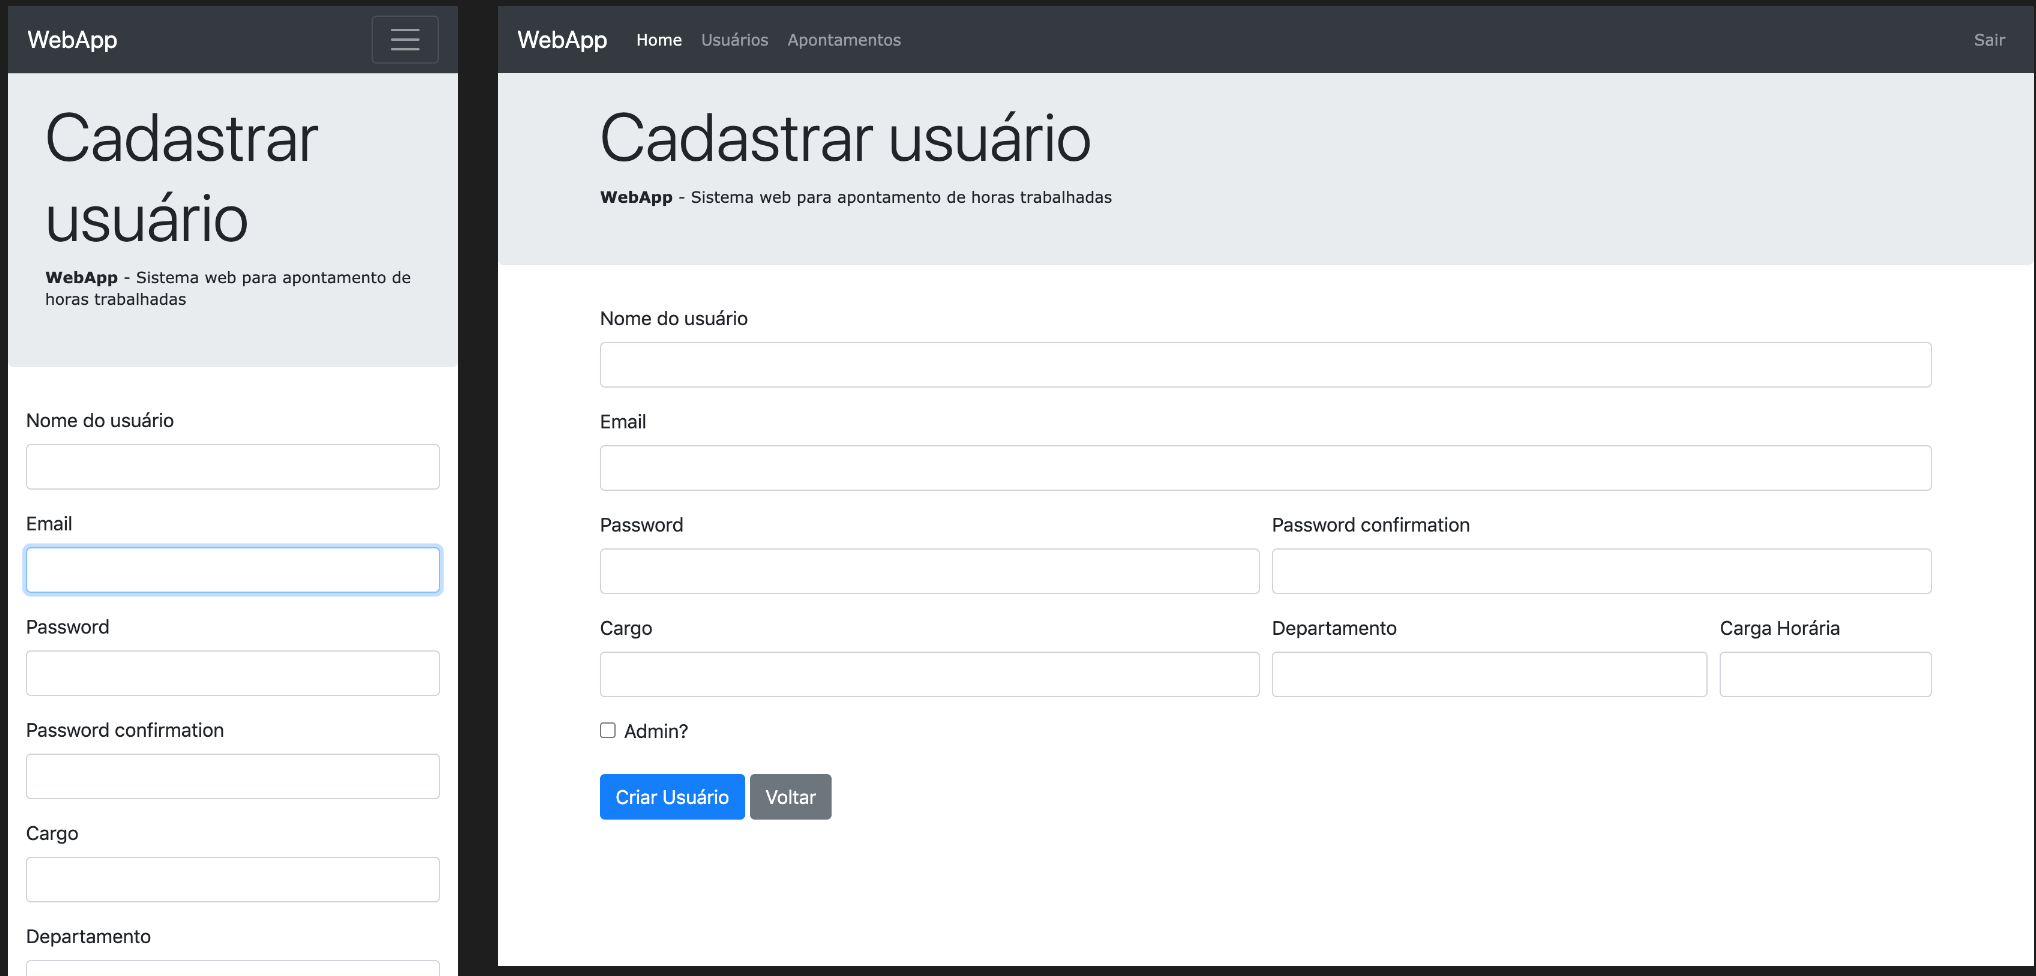 WebApp
Cadastrar
usuário
WebApp - Sistema web para apontamento de
horas trabalhadas
Nome do usuário
Email
Password
Password confirmation
Cargo
Departamento
WebApp Home Usuários Apontamentos Sair
Cadastrar usuário
WebApp - Sistema web para apontamento de horas trabalhadas
Nome do usuário
Email
Password Password confirmation
Cargo Departamento Carga Horária
Admin?
Criar Usuário Voltar